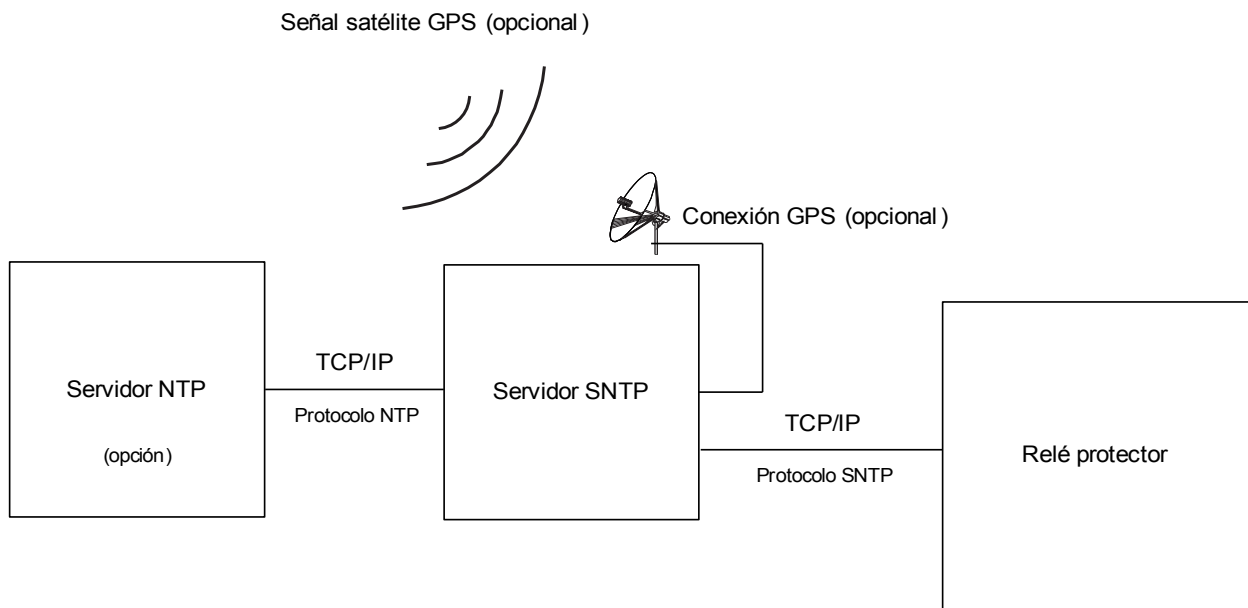 Señal satélite GPS (opcional)
Conexión GPS (opcional)
Servidor NTP
(opción)
TCP/IP
Protocolo NTP
Servidor SNTP
TCP/IP
Protocolo SNTP
Relé protector